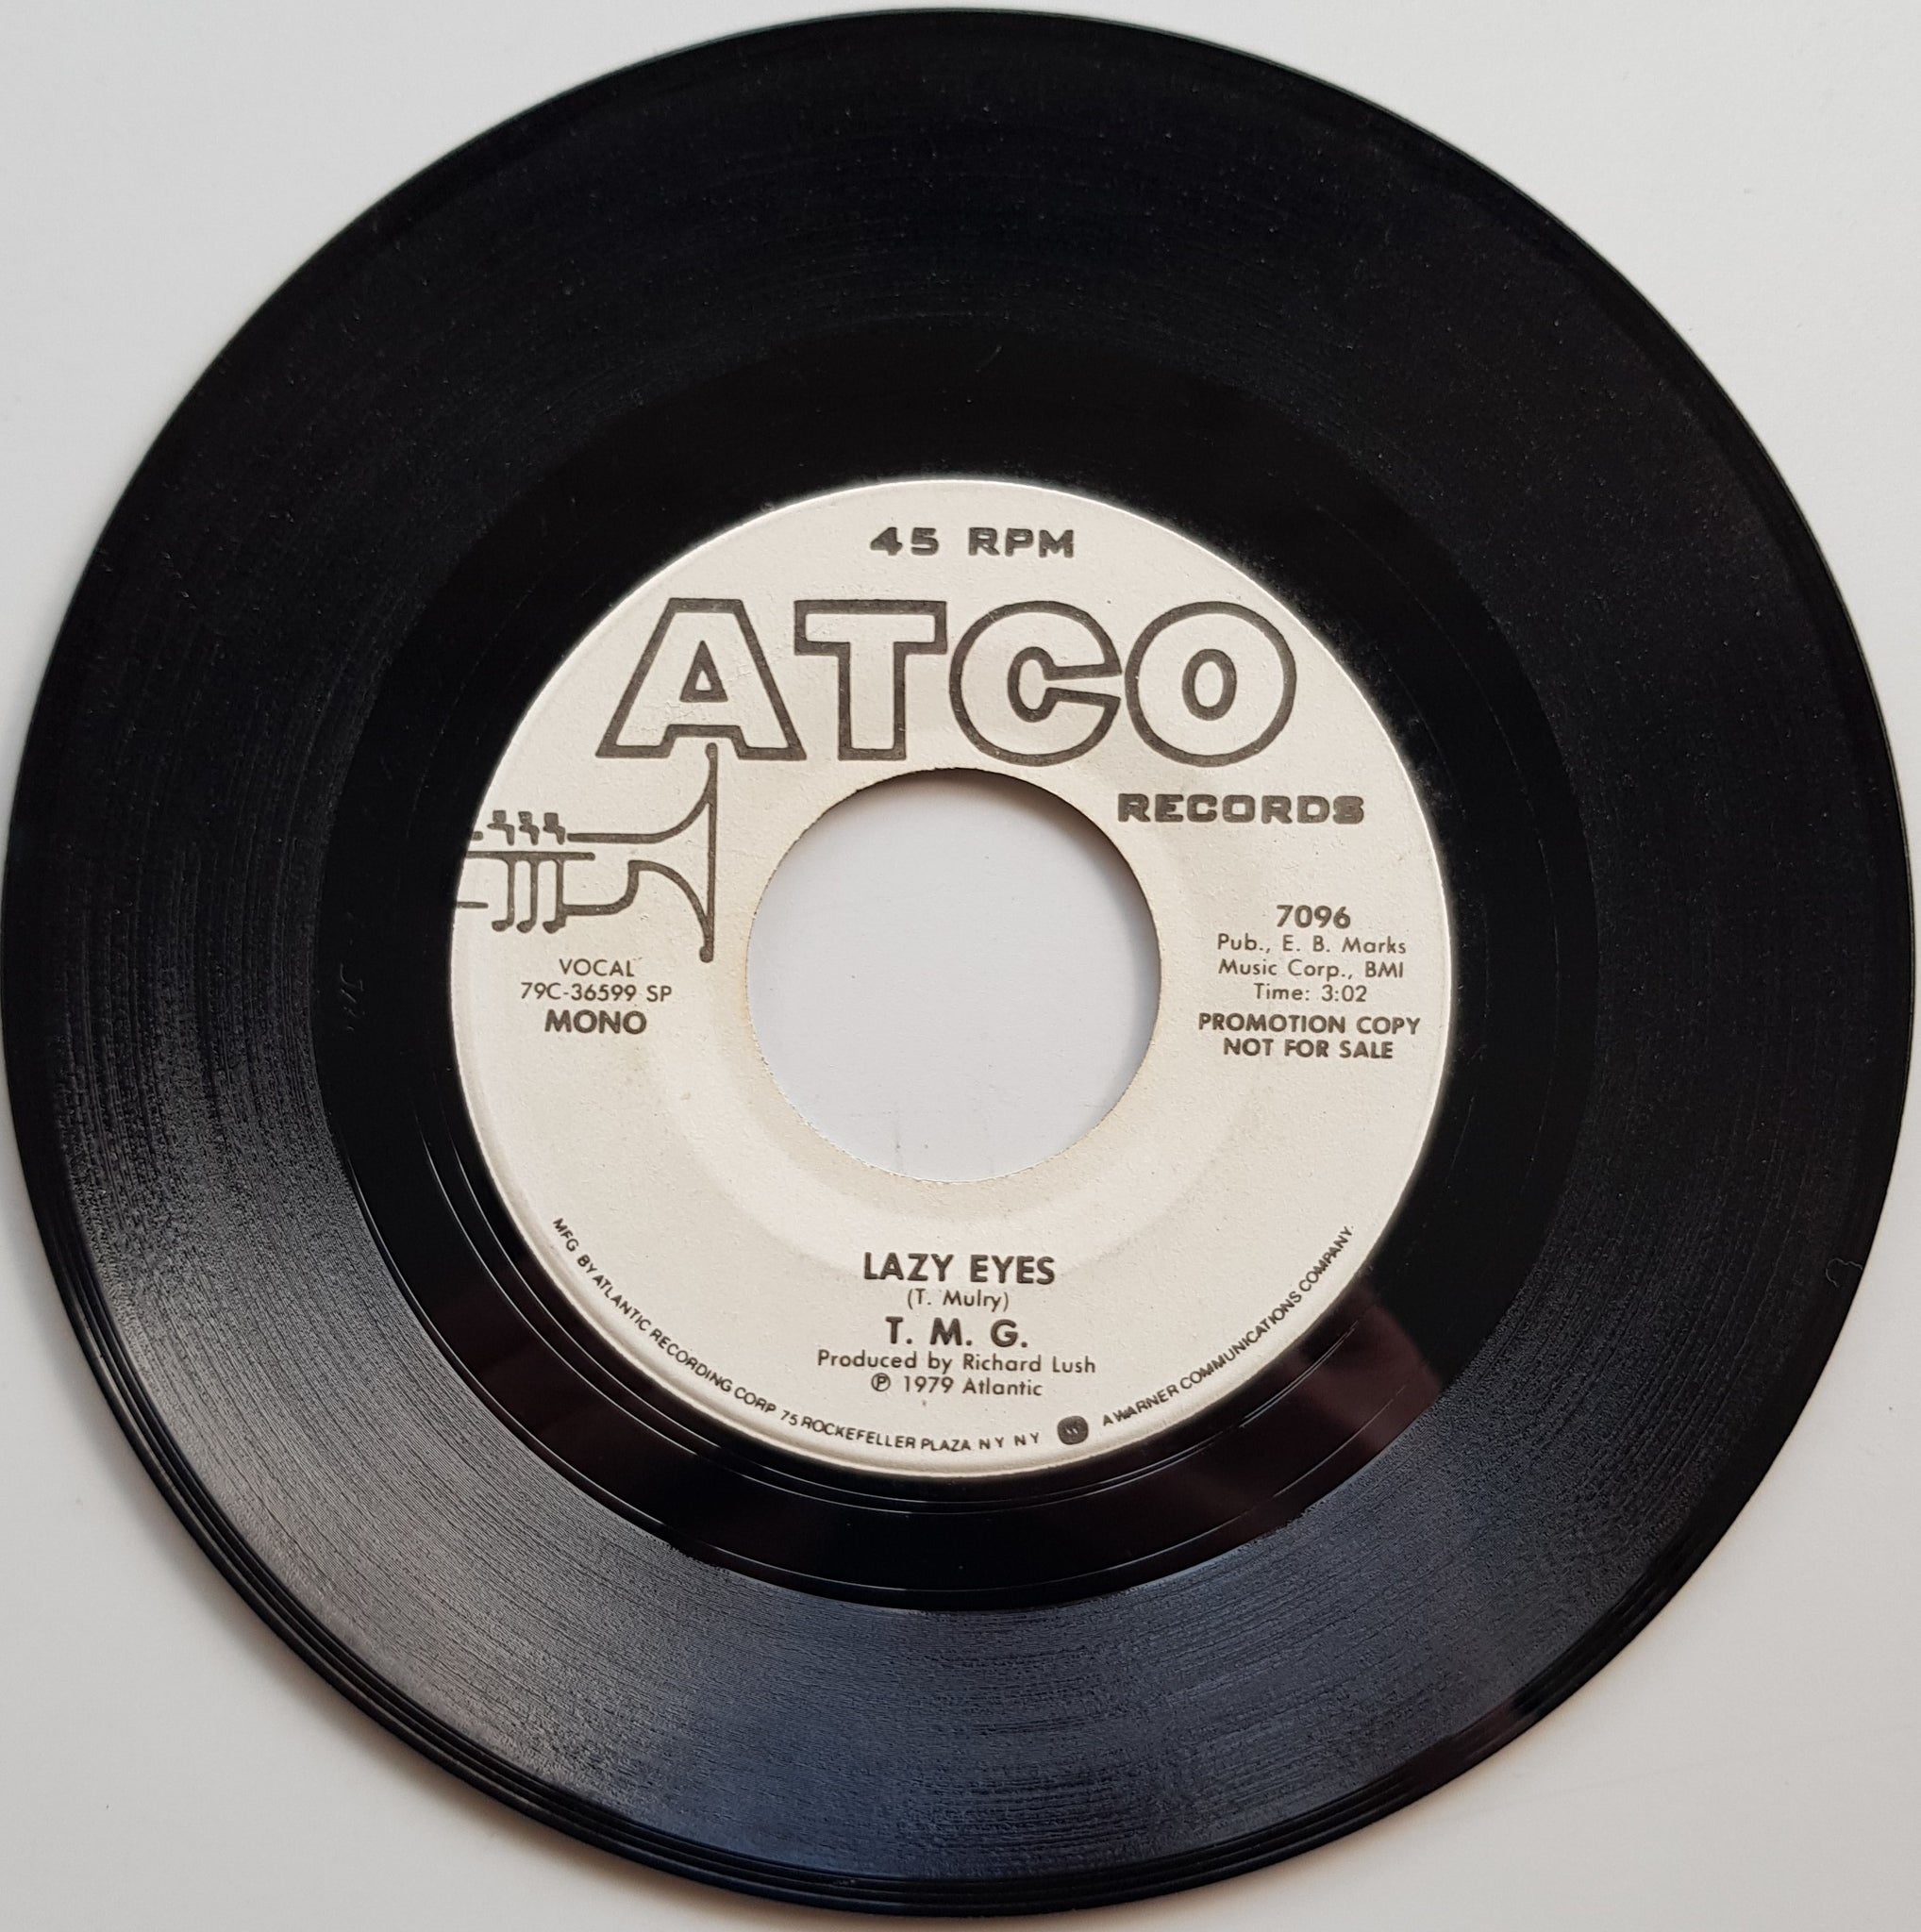 45 RPM
ATCO
RECORDS
VOCAL
79C-36599 SP
MONO
7096
Pub., E. B. Marks
Music Corp., BMI
Time: 3:02
PROMOTION COPY
NOT FOR SALE
LAZY EYES
(T. Mulry)
T. M. G.
Produced by Richard Lush
℗ 1979 Atlantic
MFG BY ATLANTIC RECORDING CORP 75 ROCKEFELLER PLAZA N Y N Y A WARNER COMMUNICATIONS COMPANY.